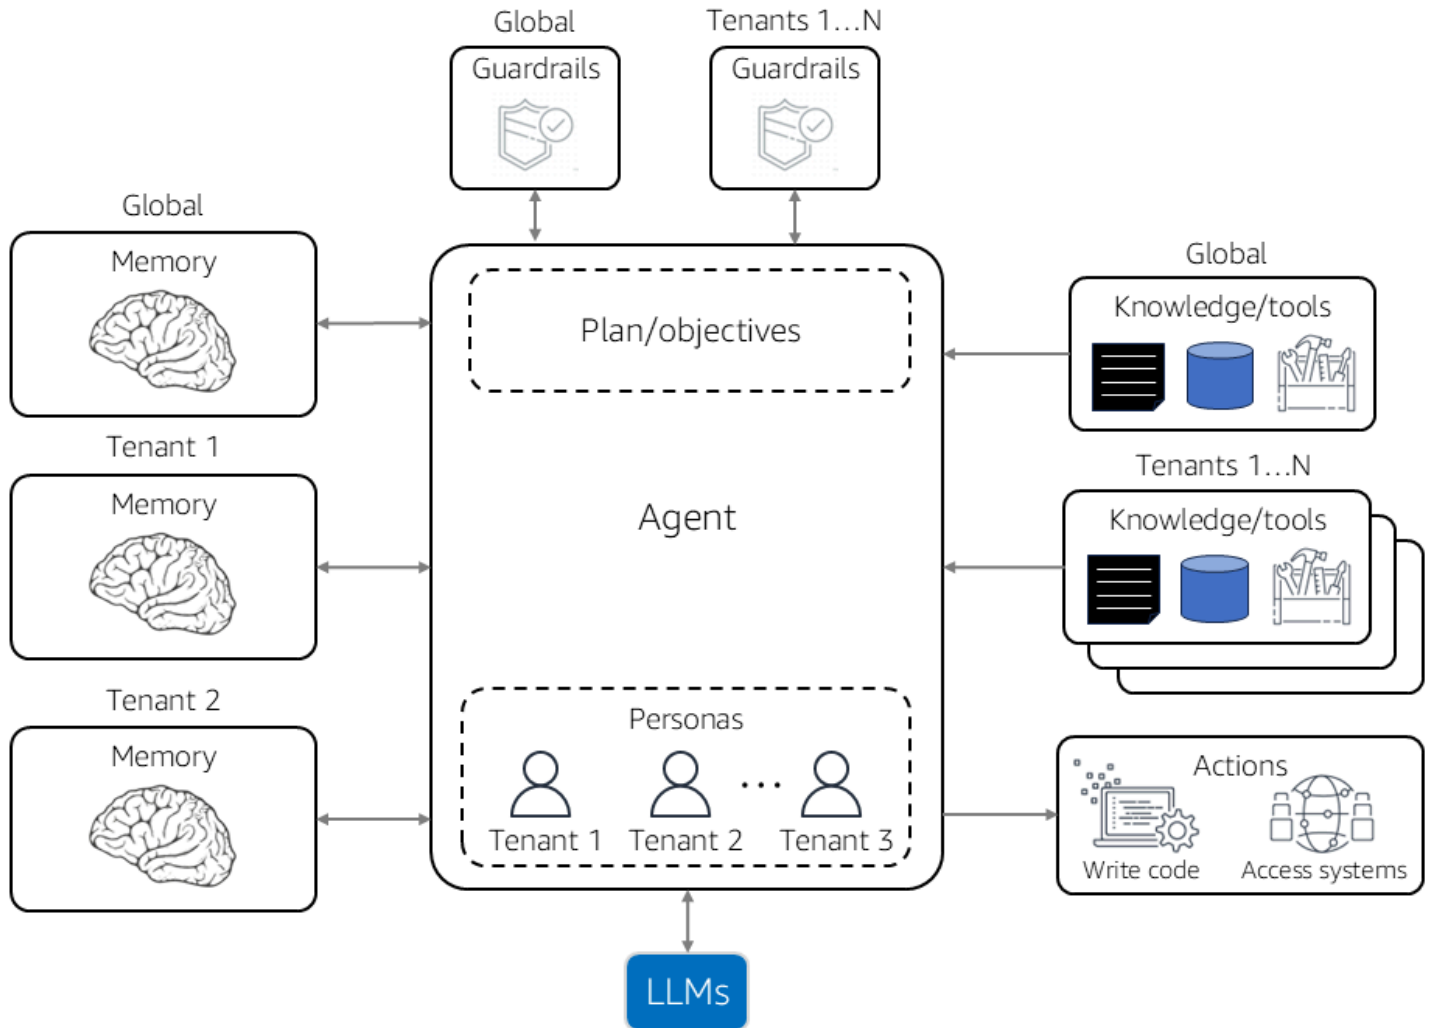 Global
Tenants 1...N
Guardrails
Guardrails
Global
Memory
Global
Knowledge/tools
Plan/objectives
Tenant 1
Memory
Tenants 1...N
Knowledge/tools
Agent
Tenant 2
Memory
Personas
...
Tenant 1
Tenant 2
Tenant 3
Actions
Write code
Access systems
LLMs